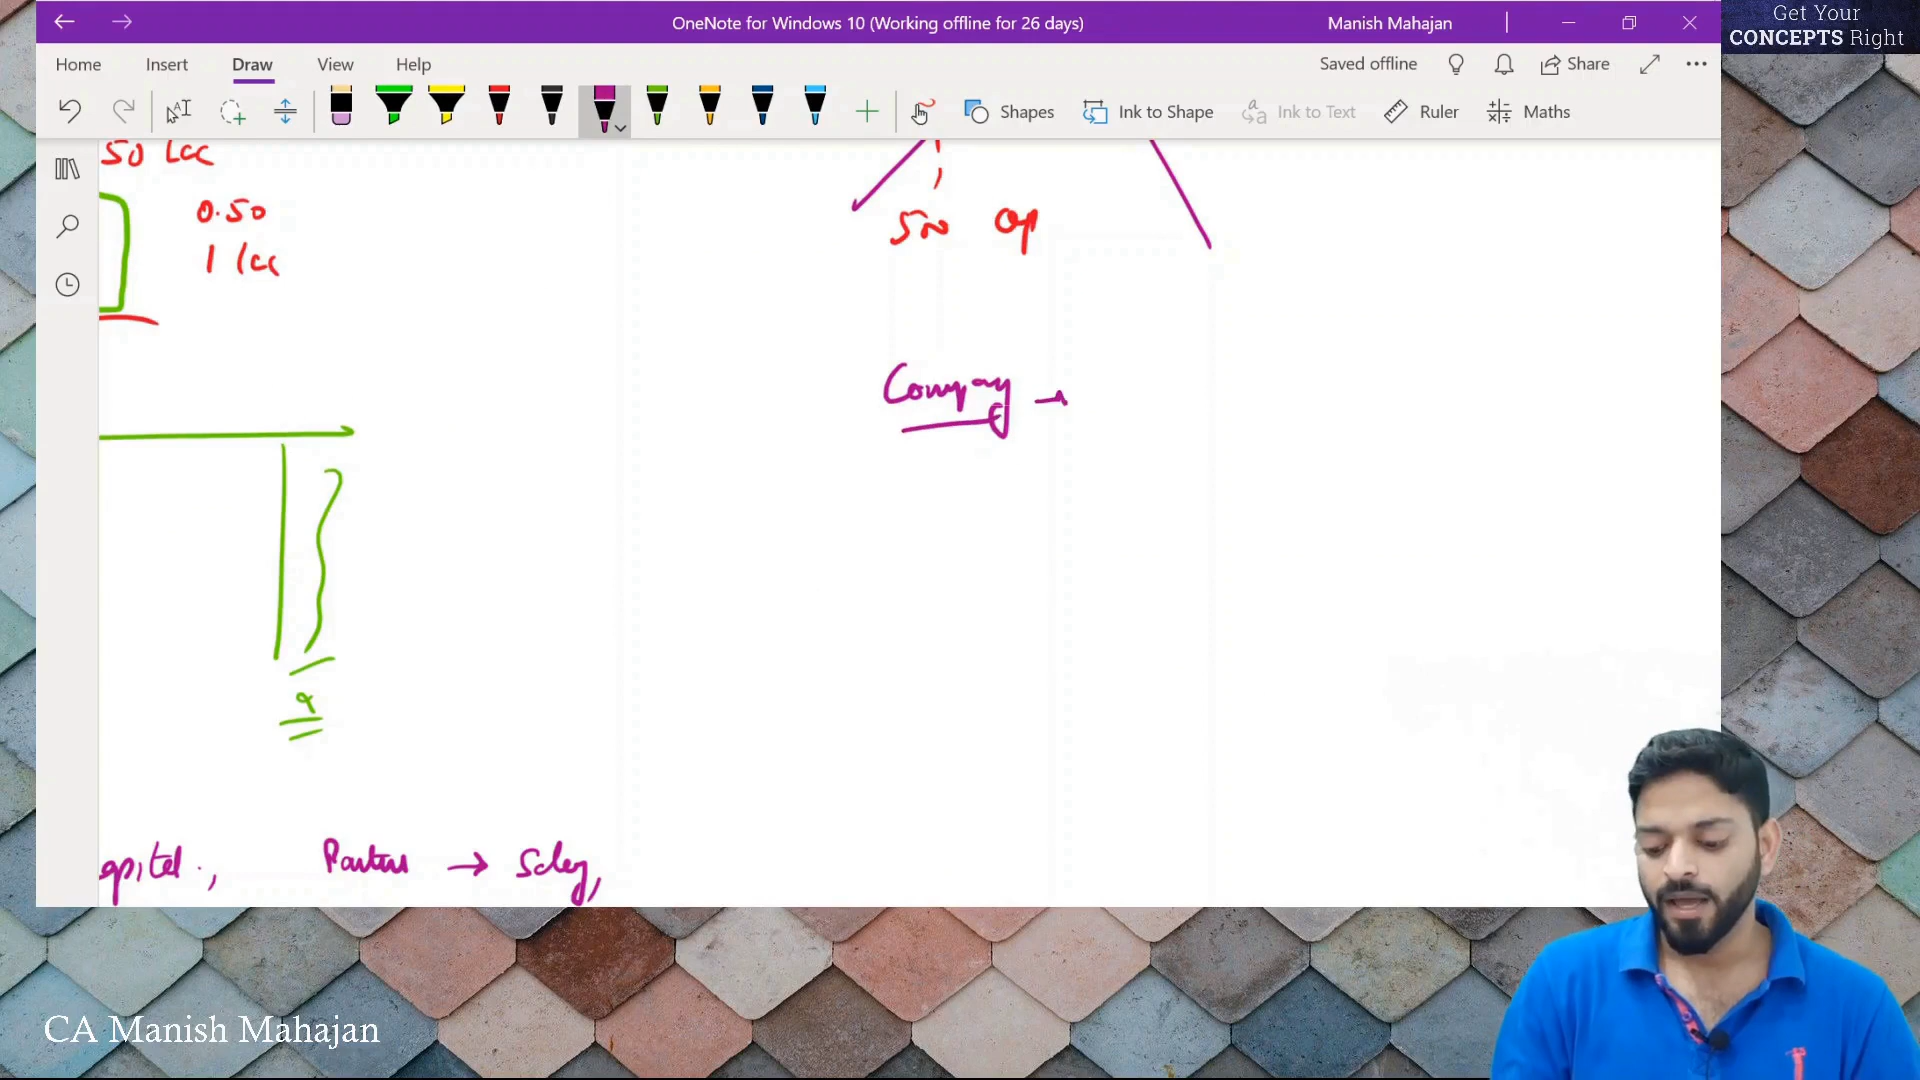 OneNote for Windows 10 (Working offline for 26 days)
Manish Mahajan
Get Your
CONCEPTS Right
Home Insert Draw View Help
Saved offline
Share
Shapes
Ink to Shape
Ink to Text
Ruler
Maths
50 lac
0.50
1 lac
500
Company →
apital.,
→
CA Manish Mahajan